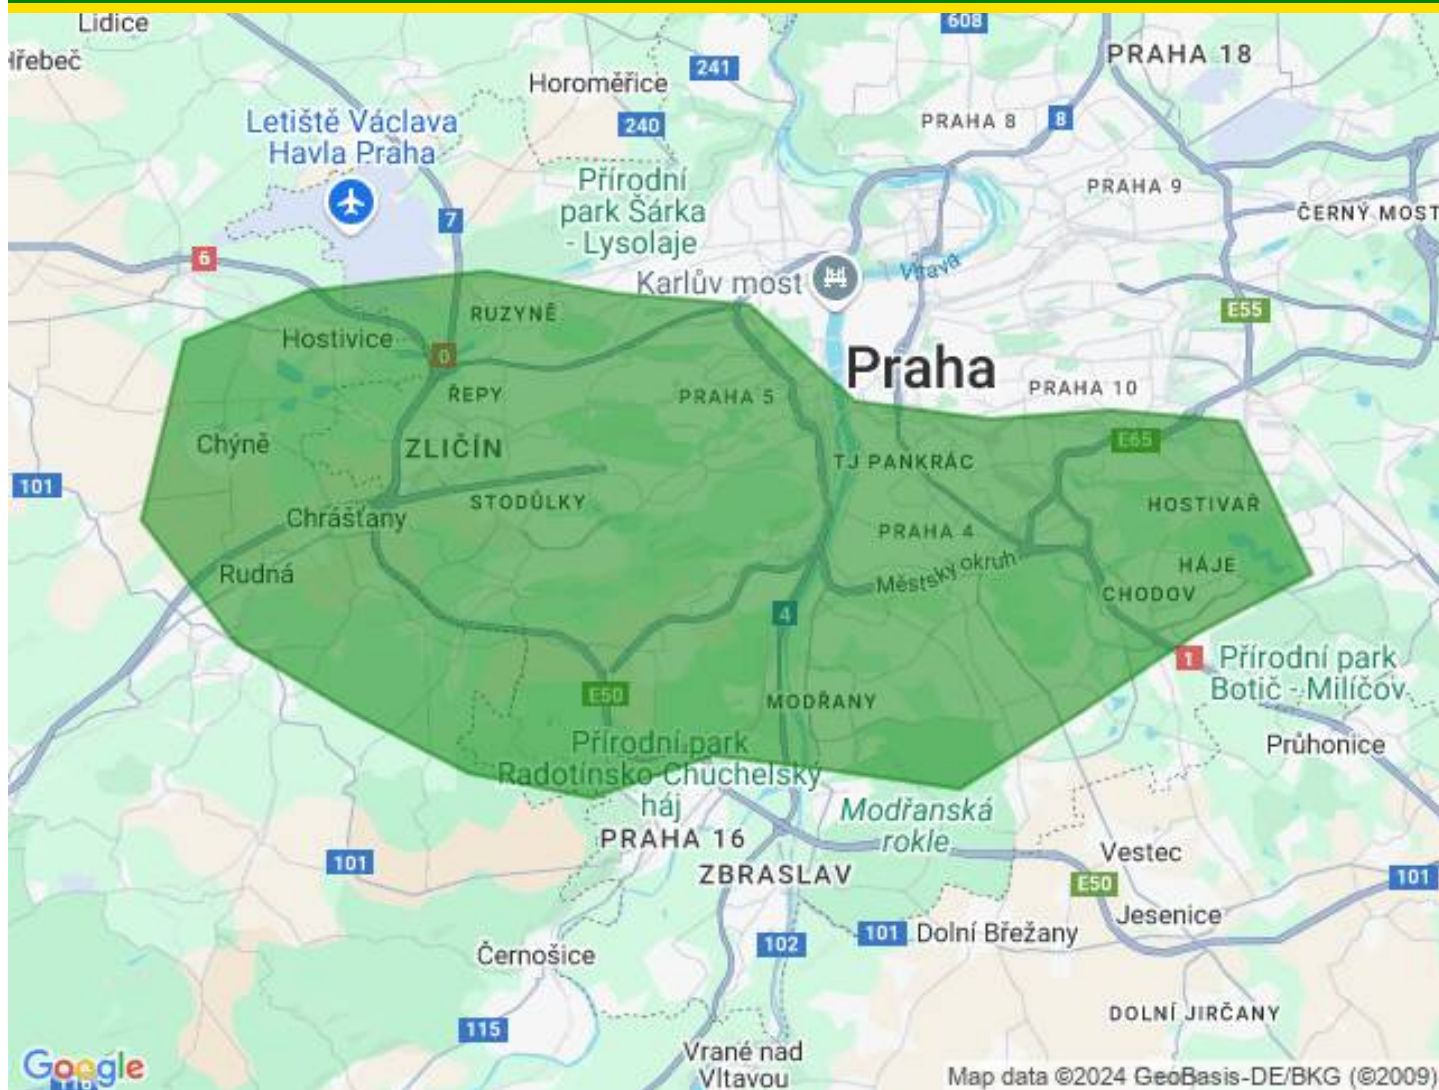 Lidice
608
PRAHA 18
Hřebeč
Horoměřice
241
Letiště Václava
Havla Praha
240
PRAHA 8
8
Přírodní
park Šárka
- Lysolaje
PRAHA 9
7
ČERNÝ MOST
6
Karlův most
Vltava
RUZYNĚ
E55
Hostivice
0
Praha
PRAHA 10
ŘEPY
PRAHA 5
Chýně
ZLIČÍN
E65
TJ PANKRÁC
101
STODŮLKY
HOSTIVAŘ
Chrášťany
PRAHA 4
Rudná
Městský okruh
HÁJE
CHODOV
4
1
Přírodní park
Botič - Milíčov
E50
MODŘANY
Přírodní park
Radotínsko-Chuchelský
háj
Průhonice
Modřanská
rokle
PRAHA 16
101
ZBRASLAV
Vestec
E50
101
Jesenice
Černošice
102
101
Dolní Břežany
DOLNÍ JIRČANY
115
Vrané nad
Vltavou
Google
Map data ©2024 GeoBasis-DE/BKG (©2009)